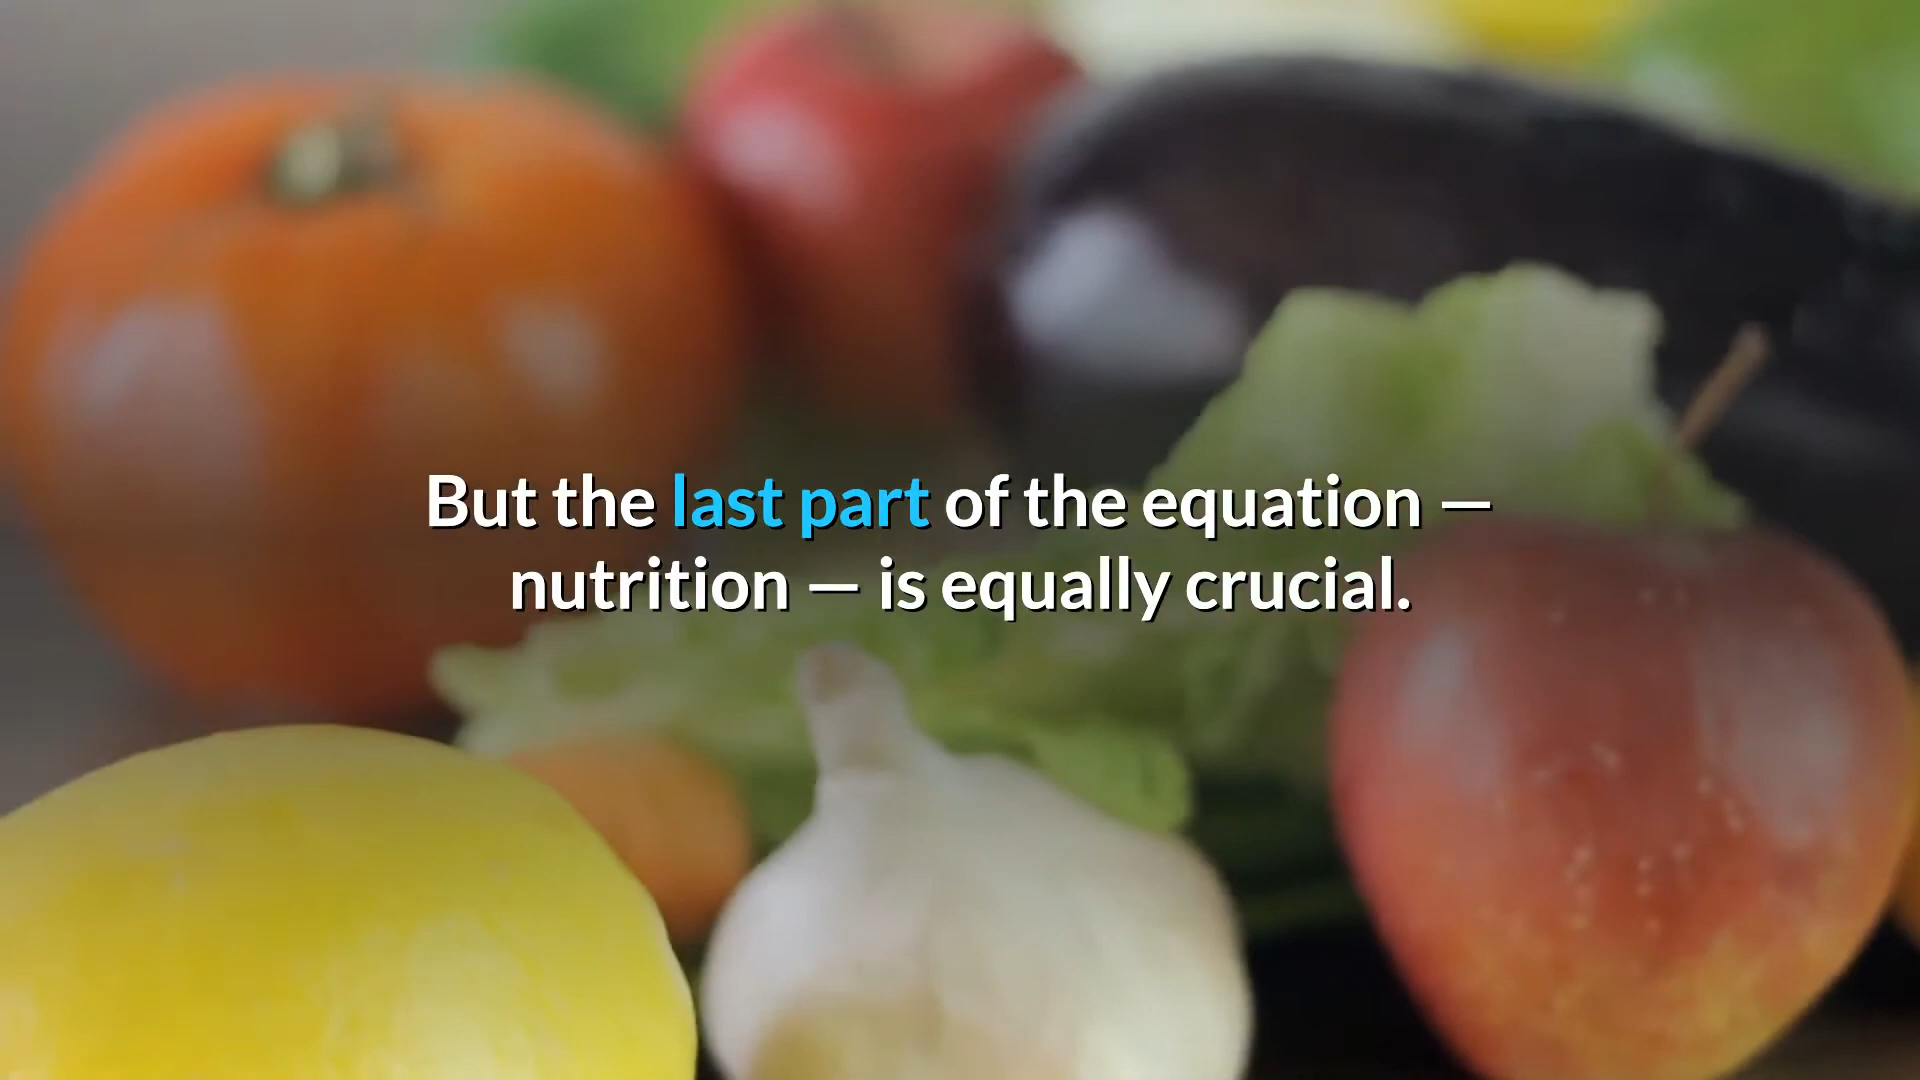 But the last part of the equation —
nutrition — is equally crucial.